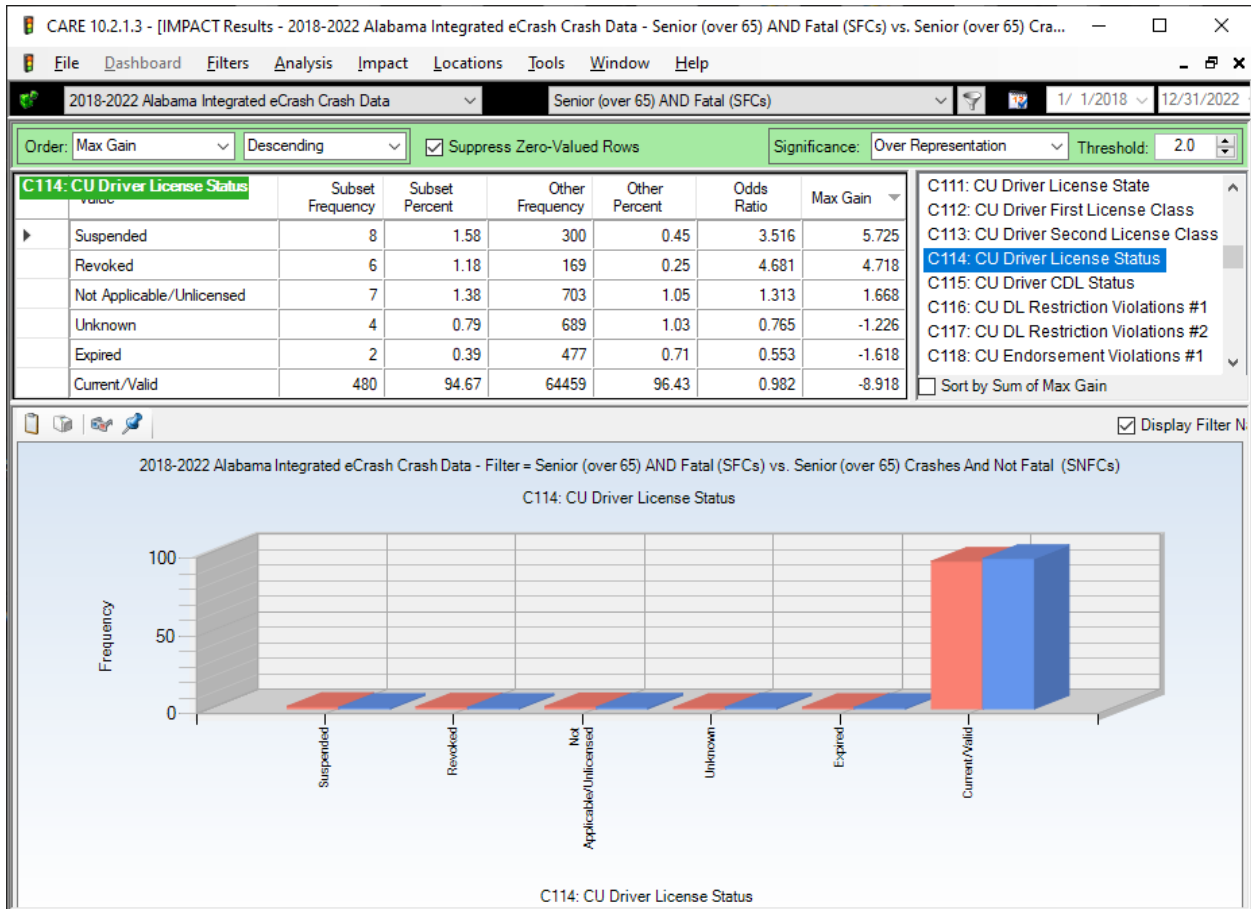 CARE 10.2.1.3 - [IMPACT Results - 2018-2022 Alabama Integrated eCrash Crash Data - Senior (over 65) AND Fatal (SFCs) vs. Senior (over 65) Cra...
File Dashboard Filters Analysis Impact Locations Tools Window Help
2018-2022 Alabama Integrated eCrash Crash Data Senior (over 65) AND Fatal (SFCs) 1/ 1/2018 12/31/2022
Order: Max Gain Descending Suppress Zero-Valued Rows Significance: Over Representation Threshold: 2.0
C114: CU Driver License Status Subset Frequency Subset Percent Other Frequency Other Percent Odds Ratio Max Gain
Suspended 8 1.58 300 0.45 3.516 5.725
Revoked 6 1.18 169 0.25 4.681 4.718
Not Applicable/Unlicensed 7 1.38 703 1.05 1.313 1.668
Unknown 4 0.79 689 1.03 0.765 -1.226
Expired 2 0.39 477 0.71 0.553 -1.618
Current/Valid 480 94.67 64459 96.43 0.982 -8.918
C111: CU Driver License State
C112: CU Driver First License Class
C113: CU Driver Second License Class
C114: CU Driver License Status
C115: CU Driver CDL Status
C116: CU DL Restriction Violations #1
C117: CU DL Restriction Violations #2
C118: CU Endorsement Violations #1
Sort by Sum of Max Gain
Display Filter N
2018-2022 Alabama Integrated eCrash Crash Data - Filter = Senior (over 65) AND Fatal (SFCs) vs. Senior (over 65) Crashes And Not Fatal (SNFCs)
C114: CU Driver License Status
100
50
0
Frequency
Suspended
Revoked
Not
Applicable/Unlicensed
Unknown
Expired
Current/Valid
C114: CU Driver License Status